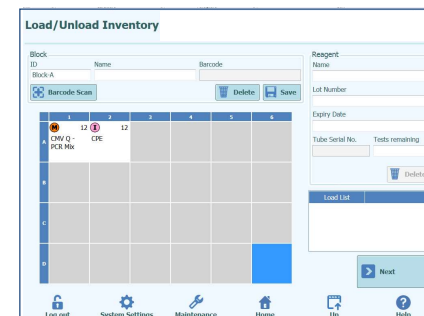 Load/Unload Inventory
Block
ID Name Barcode
Block-A
Barcode Scan Delete Save
1 2 3 4 5 6
A M 12 I 12
CMV Q - CPE
PCR Mix
B
C
D
Reagent
Name
Lot Number
Expiry Date
Tube Serial No. Tests remaining
Delete
Load List
Next
Log out System Settings Maintenance Home Up Help